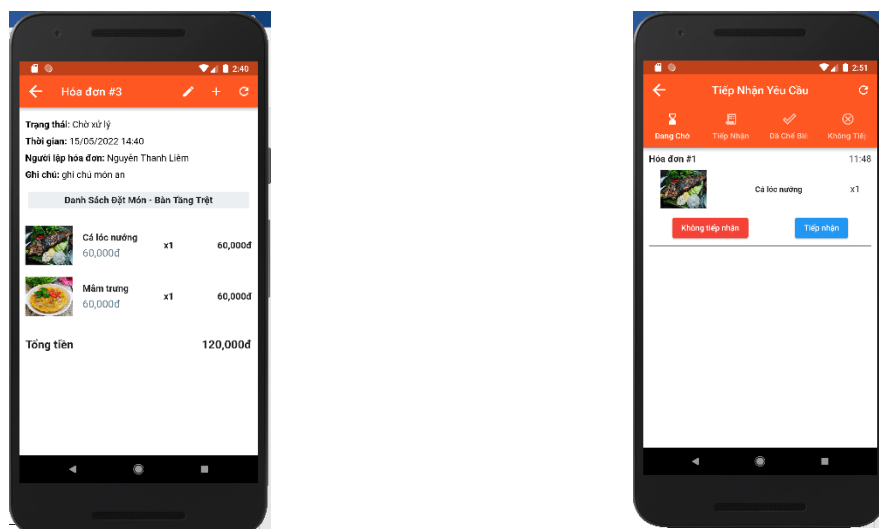 2:40
Hóa đơn #3
Trạng thái: Chờ xử lý
Thời gian: 15/05/2022 14:40
Người lập hóa đơn: Nguyễn Thanh Liêm
Ghi chú: ghi chú món an
Danh Sách Đặt Món - Bàn Tầng Trệt
Cá lóc nướng
60,000đ
x1
60,000đ
Mắm trưng
60,000đ
x1
60,000đ
Tổng tiền
120,000đ
2:51
Tiếp Nhận Yêu Cầu
Đang Chờ
Tiếp Nhận
Đã Chế Biế
Không Tiếp
Hóa đơn #1
11:48
Cá lóc nướng
x1
Không tiếp nhận
Tiếp nhận